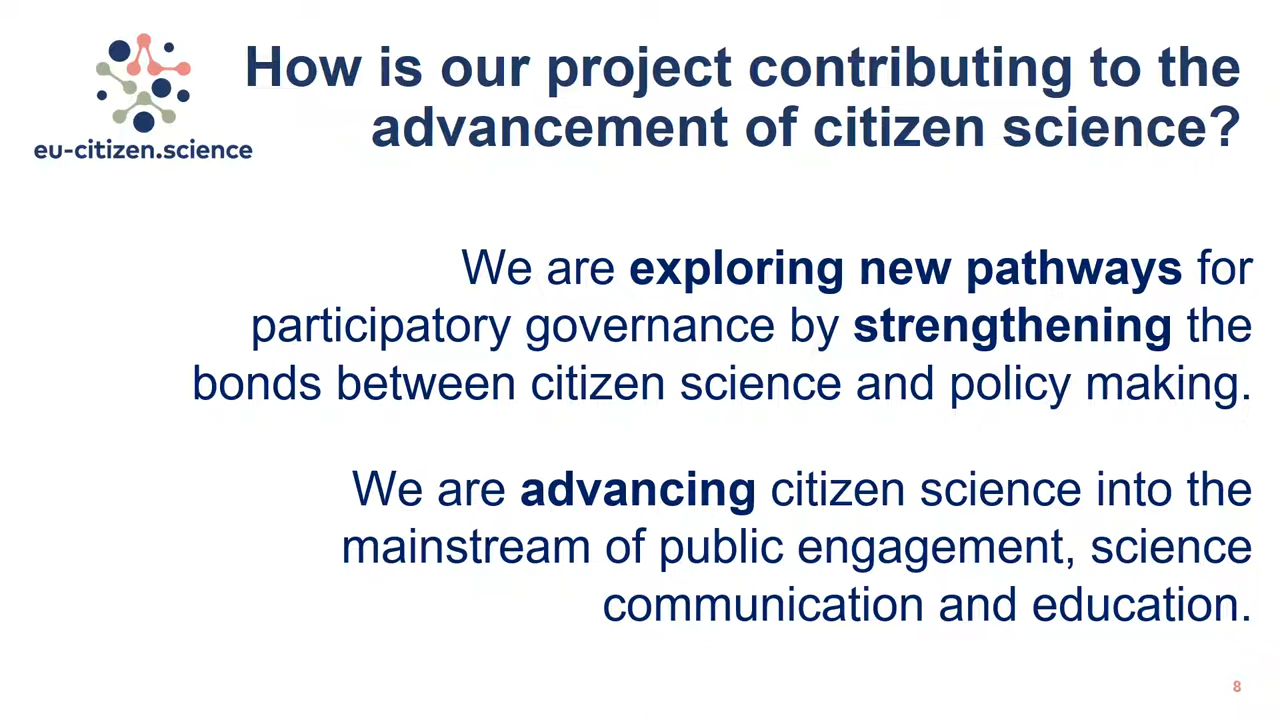 How is our project contributing to the
advancement of citizen science?
eu-citizen.science
We are exploring new pathways for
participatory governance by strengthening the
bonds between citizen science and policy making.
We are advancing citizen science into the
mainstream of public engagement, science
communication and education.
8